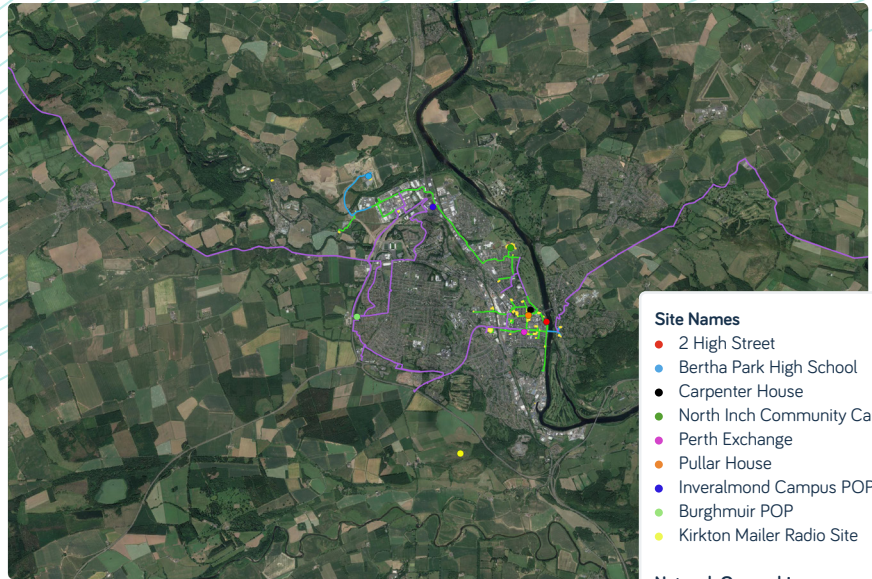 Site Names
2 High Street
Bertha Park High School
Carpenter House
North Inch Community Ca
Perth Exchange
Pullar House
Inveralmond Campus POP
Burghmuir POP
Kirkton Mailer Radio Site